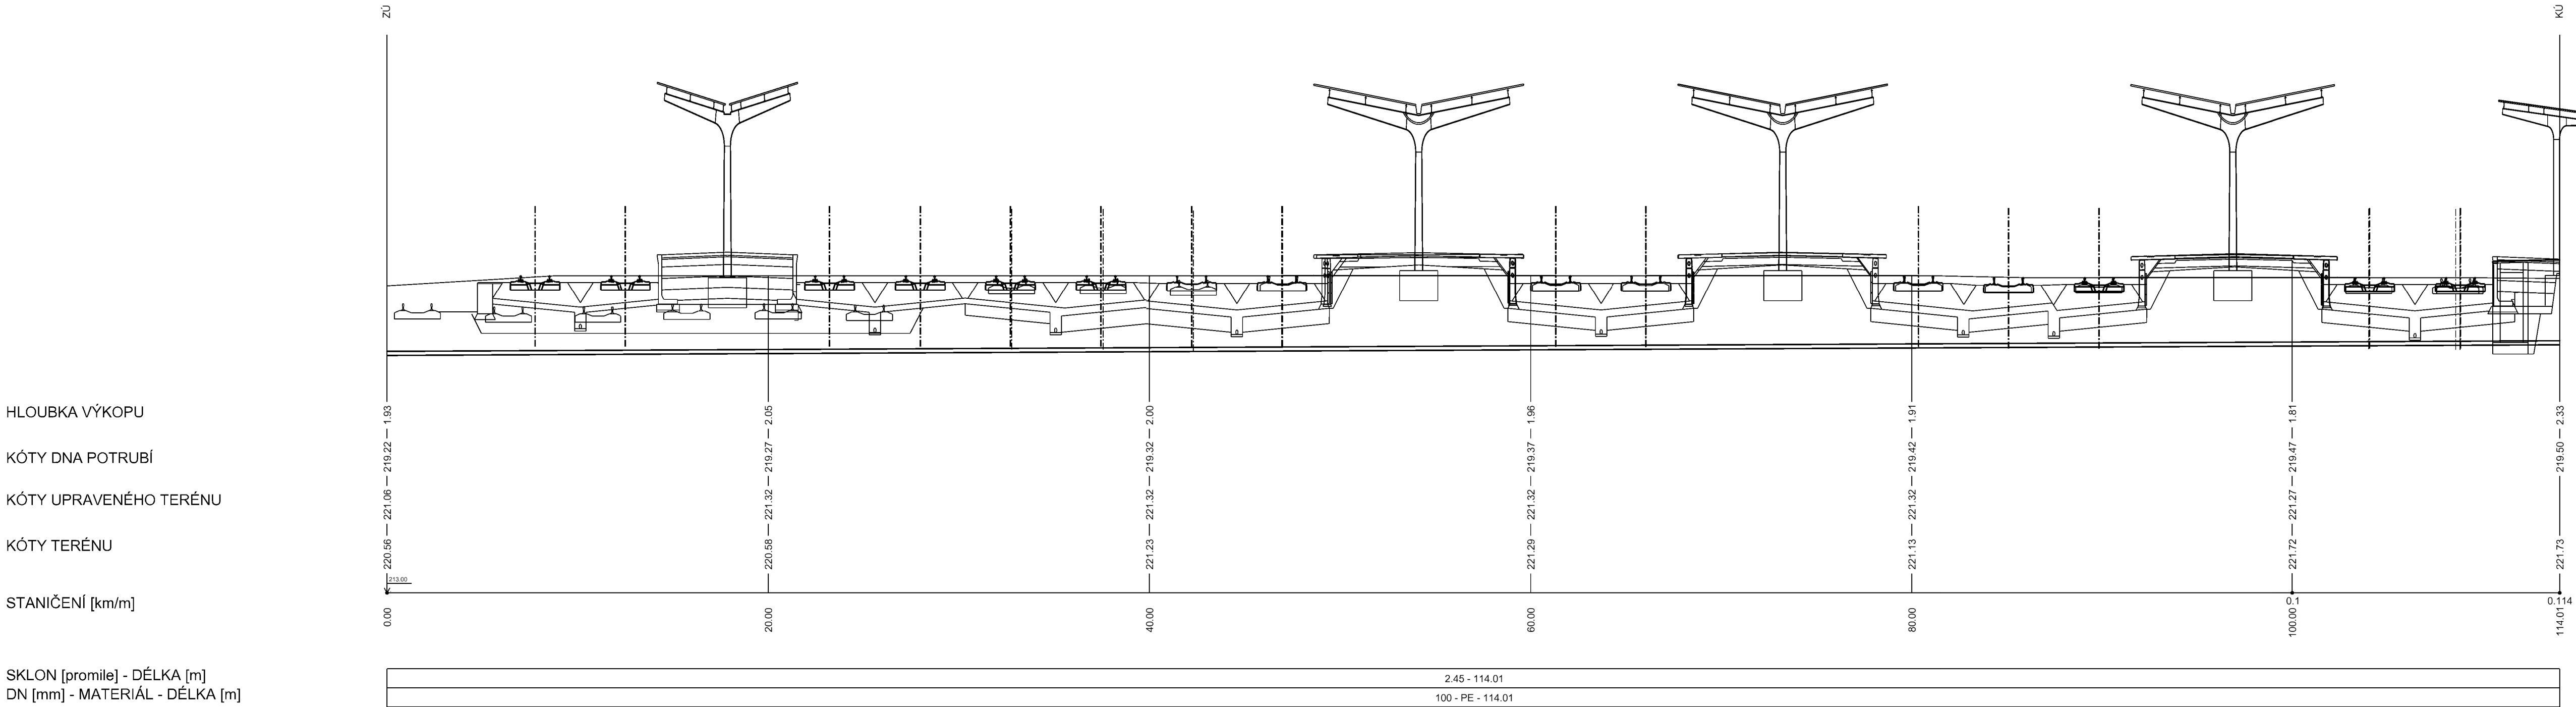 ZÚ
KÚ
HLOUBKA VÝKOPU
1.93 2.05 2.00 1.96 1.91 1.81 2.33
KÓTY DNA POTRUBÍ
219.22 219.27 219.32 219.37 219.42 219.47 219.50
KÓTY UPRAVENÉHO TERÉNU
221.06 221.32 221.32 221.32 221.32 221.27
KÓTY TERÉNU
220.56 220.58 221.23 221.29 221.13 221.72 221.73
213.00
STANIČENÍ [km/m]
0.1 0.114
0.00 20.00 40.00 60.00 80.00 100.00 114.01
SKLON [promile] - DÉLKA [m]
2.45 - 114.01
DN [mm] - MATERIÁL - DÉLKA [m]
100 - PE - 114.01